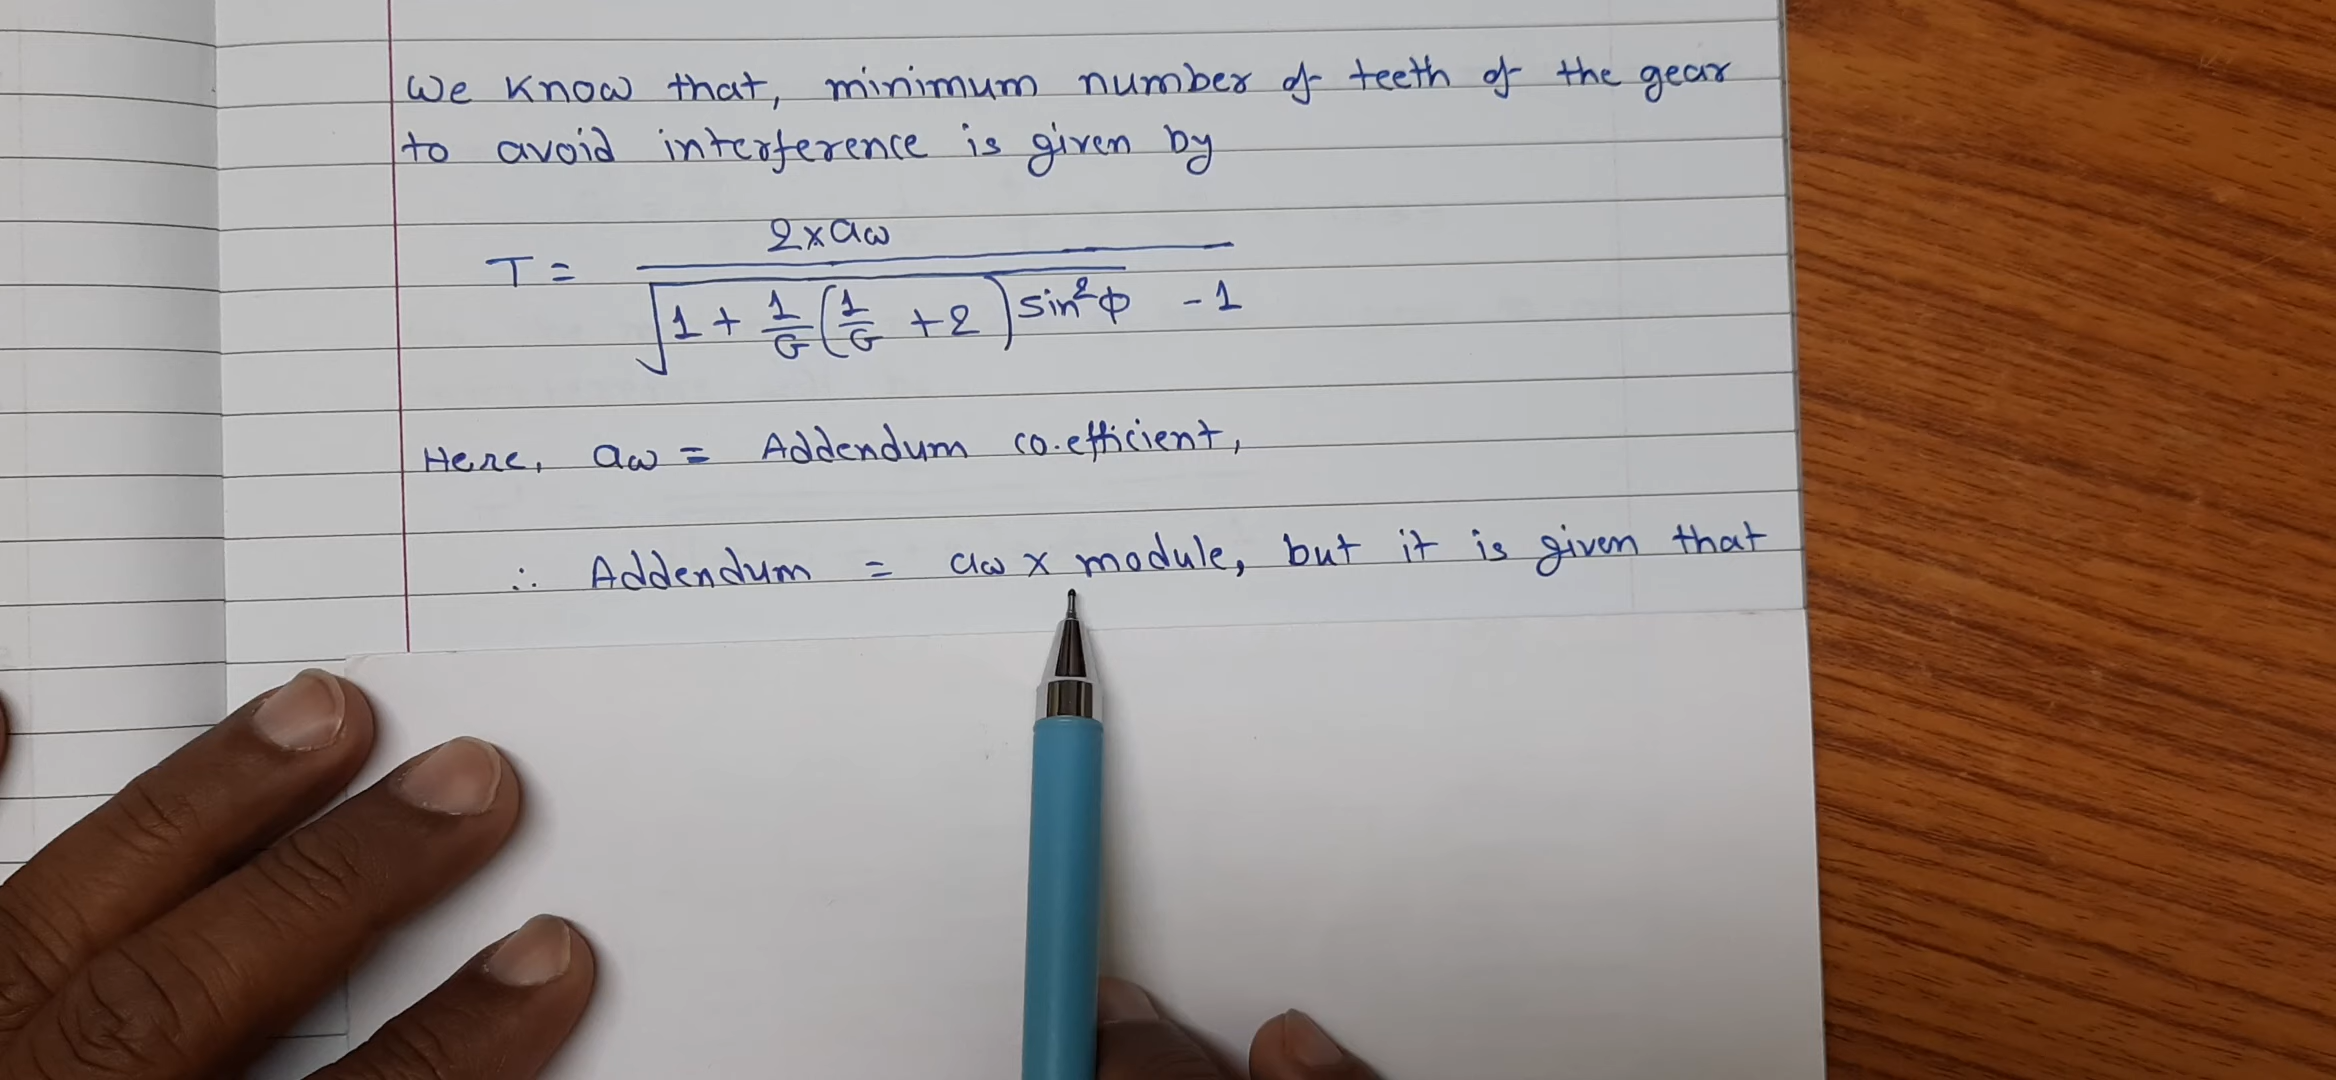 We know that, minimum number of teeth of the gear
to avoid interference is given by
T = 2×aw / √(1 + 1/G (1/G + 2) sin²φ) - 1
Here, aw = Addendum co.efficient,
∴ Addendum = aw × module, but it is given that